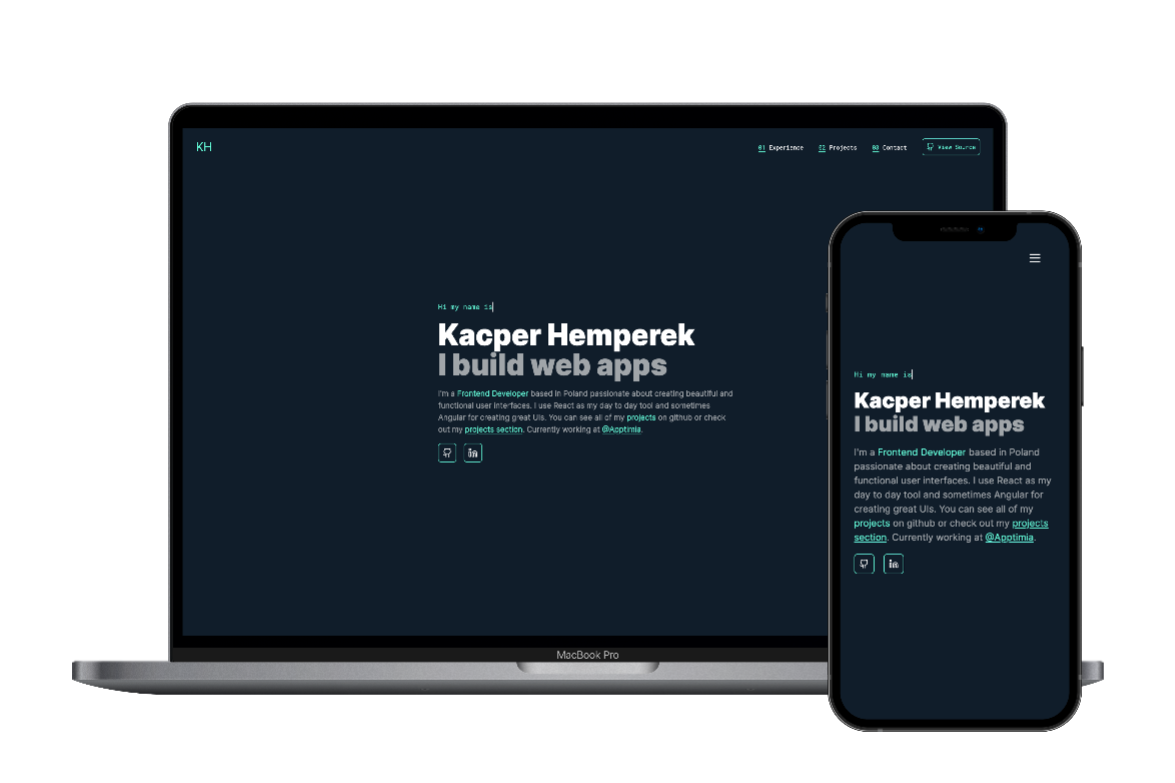 KH
01 Experience 02 Projects 03 Contact View Source
Hi my name is
Kacper Hemperek
I build web apps
I'm a Frontend Developer based in Poland passionate about creating beautiful and
functional user interfaces. I use React as my day to day tool and sometimes
Angular for creating great UIs. You can see all of my projects on github or check
out my projects section. Currently working at @Apptimia.
in
MacBook Pro
Hi my name is
Kacper Hemperek
I build web apps
I'm a Frontend Developer based in Poland
passionate about creating beautiful and
functional user interfaces. I use React as my
day to day tool and sometimes Angular for
creating great UIs. You can see all of my
projects on github or check out my projects
section. Currently working at @Apptimia.
in